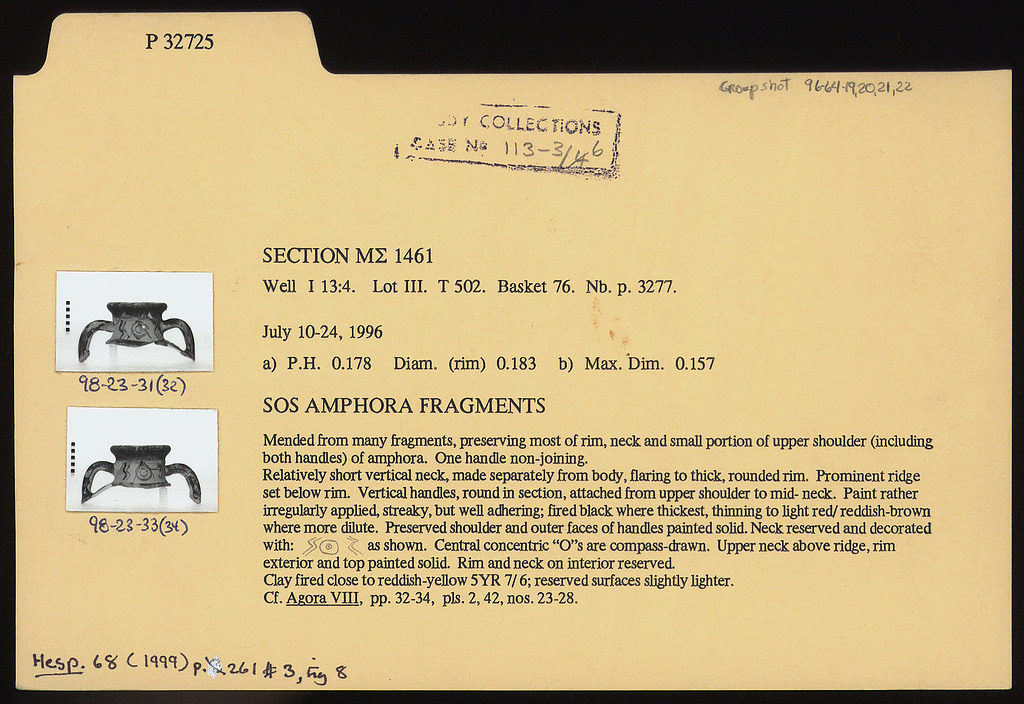 P 32725
Groupshot 96-64-19,20,21,22
COLLECTIONS
CASE No 113-3/46
SECTION ΜΣ 1461
Well I 13:4. Lot III. T 502. Basket 76. Nb. p. 3277.
July 10-24, 1996
a) P.H. 0.178 Diam. (rim) 0.183 b) Max. Dim. 0.157
98-23-31(32)
SOS AMPHORA FRAGMENTS
Mended from many fragments, preserving most of rim, neck and small portion of upper shoulder (including
both handles) of amphora. One handle non-joining.
Relatively short vertical neck, made separately from body, flaring to thick, rounded rim. Prominent ridge
set below rim. Vertical handles, round in section, attached from upper shoulder to mid- neck. Paint rather
irregularly applied, streaky, but well adhering; fired black where thickest, thinning to light red/ reddish-brown
where more dilute. Preserved shoulder and outer faces of handles painted solid. Neck reserved and decorated
98-23-33(34)
with: as shown. Central concentric “O”s are compass-drawn. Upper neck above ridge, rim
exterior and top painted solid. Rim and neck on interior reserved.
Clay fired close to reddish-yellow 5YR 7/ 6; reserved surfaces slightly lighter.
Cf. Agora VIII, pp. 32-34, pls. 2, 42, nos. 23-28.
Hesp. 68 (1999) p. 261 # 3, fig 8